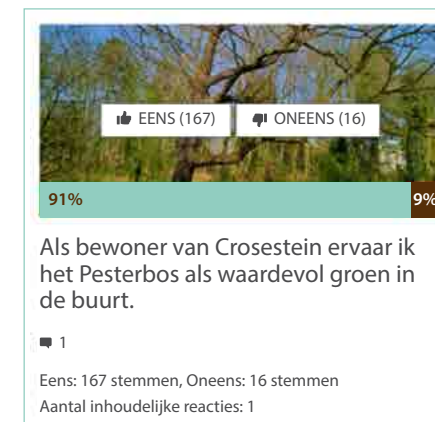 EENS (167) ONEENS (16)
91% 9%
Als bewoner van Crosestein ervaar ik
het Pesterbos als waardevol groen in
de buurt.
1
Eens: 167 stemmen, Oneens: 16 stemmen
Aantal inhoudelijke reacties: 1